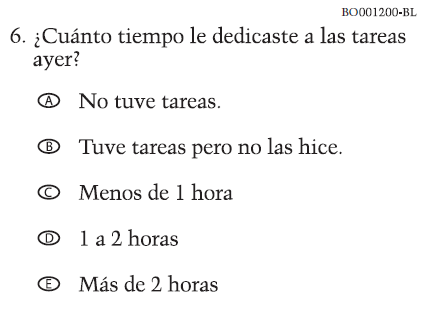 BO001200-BL
6. ¿Cuánto tiempo le dedicaste a las tareas
ayer?
A No tuve tareas.
B Tuve tareas pero no las hice.
C Menos de 1 hora
D 1 a 2 horas
E Más de 2 horas